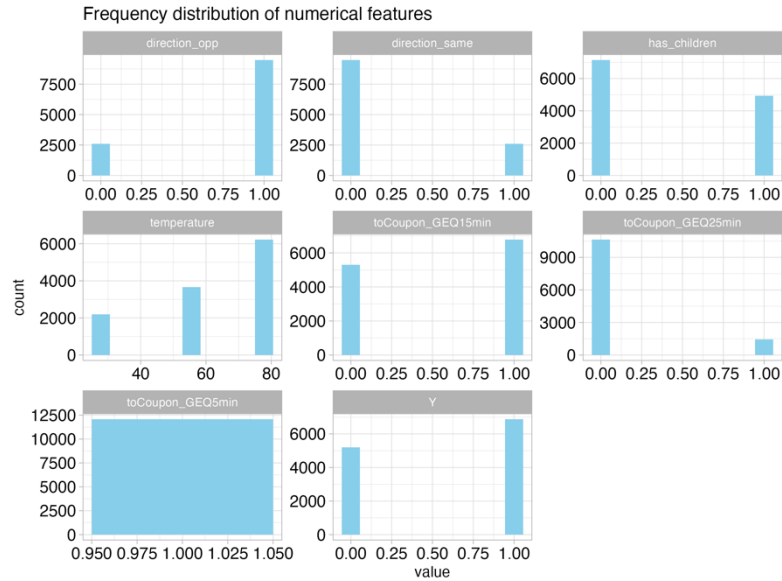 Frequency distribution of numerical features
direction_opp direction_same has_children
7500 7500 6000
5000 5000 4000
2500 2500 2000
0 0 0
0.00 0.25 0.50 0.75 1.00 0.00 0.25 0.50 0.75 1.00 0.00 0.25 0.50 0.75 1.00
temperature toCoupon_GEQ15min toCoupon_GEQ25min
6000 6000 9000
4000 4000 6000
2000 2000 3000
0 0 0
40 60 80 0.00 0.25 0.50 0.75 1.00 0.00 0.25 0.50 0.75 1.00
count
toCoupon_GEQ5min Y
12500
10000 6000
7500 4000
5000
2500 2000
0 0
0.950 0.975 1.000 1.025 1.050 0.00 0.25 0.50 0.75 1.00
value